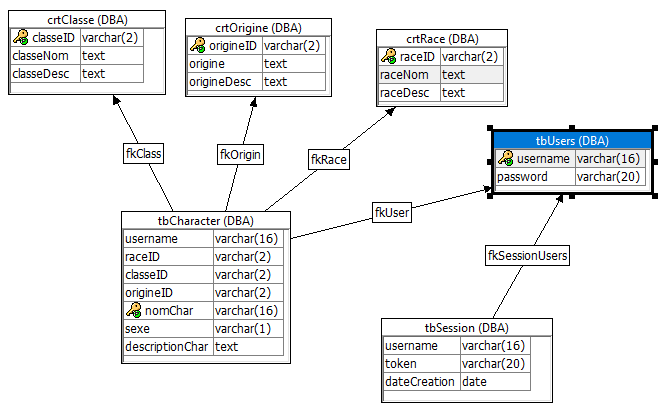 crtClasse (DBA)
classeID varchar(2)
classeNom text
classeDesc text
crtOrigine (DBA)
origineID varchar(2)
origine text
origineDesc text
crtRace (DBA)
raceID varchar(2)
raceNom text
raceDesc text
tbUsers (DBA)
username varchar(16)
password varchar(20)
fkClass
fkOrigin
fkRace
fkUser
fkSessionUsers
tbCharacter (DBA)
username varchar(16)
raceID varchar(2)
classeID varchar(2)
origineID varchar(2)
nomChar varchar(16)
sexe varchar(1)
descriptionChar text
tbSession (DBA)
username varchar(16)
token varchar(20)
dateCreation date